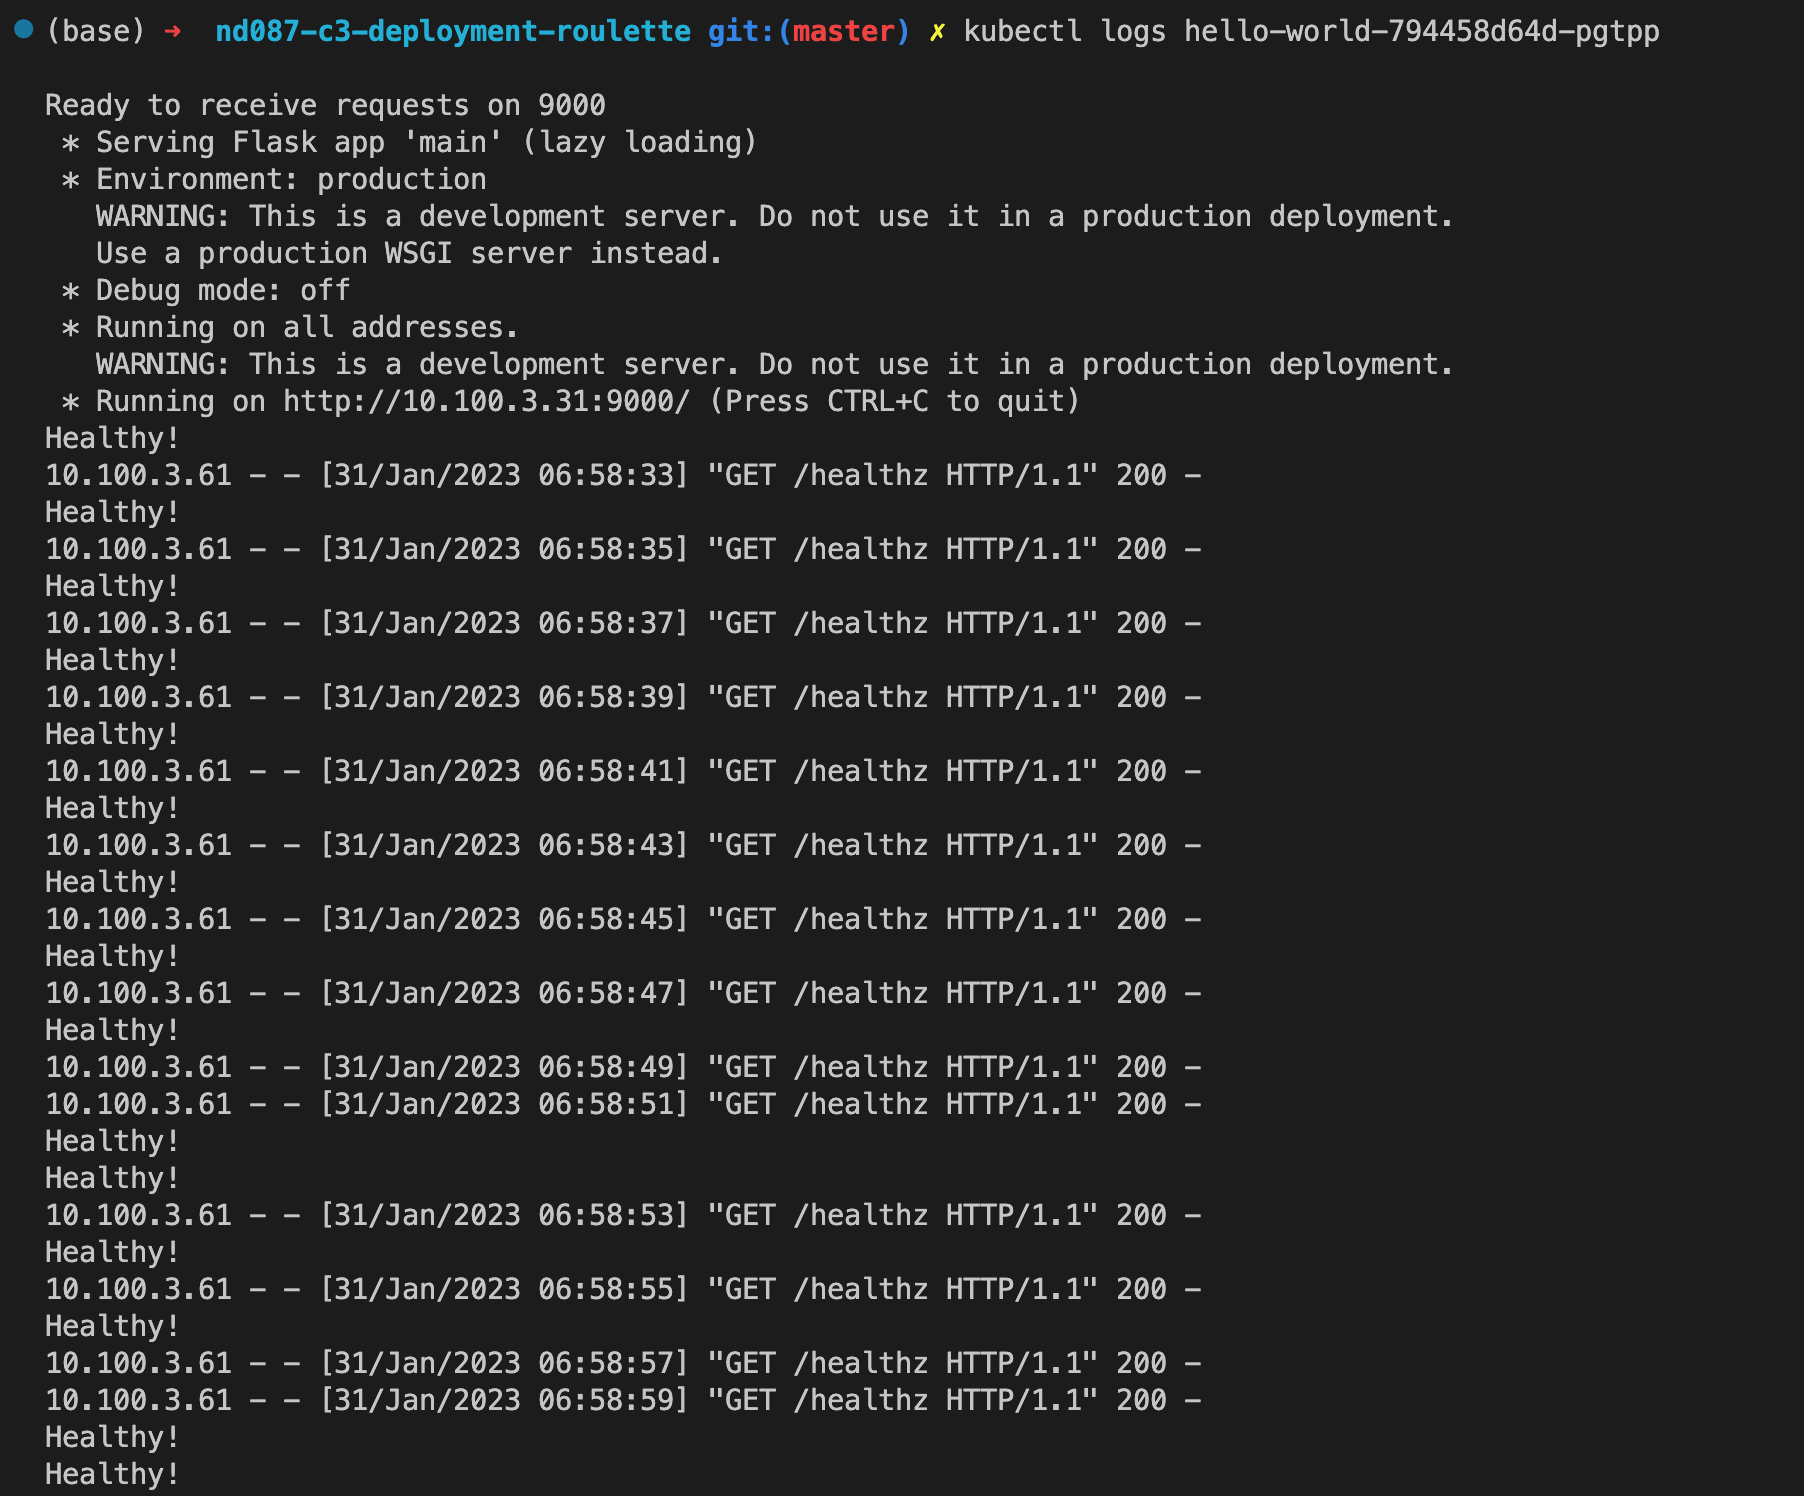 (base) ➜  nd087-c3-deployment-roulette git:(master) ✗ kubectl logs hello-world-794458d64d-pgtpp
Ready to receive requests on 9000
 * Serving Flask app 'main' (lazy loading)
 * Environment: production
   WARNING: This is a development server. Do not use it in a production deployment.
   Use a production WSGI server instead.
 * Debug mode: off
 * Running on all addresses.
   WARNING: This is a development server. Do not use it in a production deployment.
 * Running on http://10.100.3.31:9000/ (Press CTRL+C to quit)
Healthy!
10.100.3.61 - - [31/Jan/2023 06:58:33] "GET /healthz HTTP/1.1" 200 -
Healthy!
10.100.3.61 - - [31/Jan/2023 06:58:35] "GET /healthz HTTP/1.1" 200 -
Healthy!
10.100.3.61 - - [31/Jan/2023 06:58:37] "GET /healthz HTTP/1.1" 200 -
Healthy!
10.100.3.61 - - [31/Jan/2023 06:58:39] "GET /healthz HTTP/1.1" 200 -
Healthy!
10.100.3.61 - - [31/Jan/2023 06:58:41] "GET /healthz HTTP/1.1" 200 -
Healthy!
10.100.3.61 - - [31/Jan/2023 06:58:43] "GET /healthz HTTP/1.1" 200 -
Healthy!
10.100.3.61 - - [31/Jan/2023 06:58:45] "GET /healthz HTTP/1.1" 200 -
Healthy!
10.100.3.61 - - [31/Jan/2023 06:58:47] "GET /healthz HTTP/1.1" 200 -
Healthy!
10.100.3.61 - - [31/Jan/2023 06:58:49] "GET /healthz HTTP/1.1" 200 -
10.100.3.61 - - [31/Jan/2023 06:58:51] "GET /healthz HTTP/1.1" 200 -
Healthy!
Healthy!
10.100.3.61 - - [31/Jan/2023 06:58:53] "GET /healthz HTTP/1.1" 200 -
Healthy!
10.100.3.61 - - [31/Jan/2023 06:58:55] "GET /healthz HTTP/1.1" 200 -
Healthy!
10.100.3.61 - - [31/Jan/2023 06:58:57] "GET /healthz HTTP/1.1" 200 -
10.100.3.61 - - [31/Jan/2023 06:58:59] "GET /healthz HTTP/1.1" 200 -
Healthy!
Healthy!